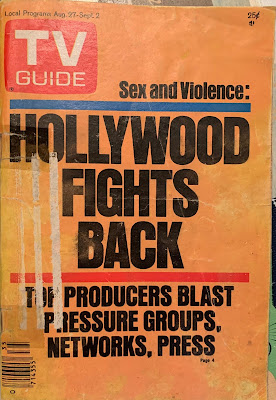 Local Programs Aug. 27-Sept. 2
25¢
TV
GUIDE
Sex and Violence:
HOLLYWOOD
FIGHTS
BACK
TOP PRODUCERS BLAST
PRESSURE GROUPS,
NETWORKS, PRESS
Page 4